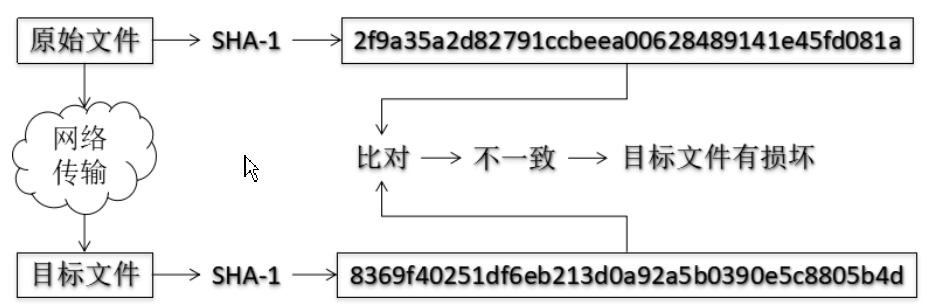 原始文件
SHA-1
2f9a35a2d82791ccbeea00628489141e45fd081a
网络
传输
比对
不一致
目标文件有损坏
目标文件
SHA-1
8369f40251df6eb213d0a92a5b0390e5c8805b4d